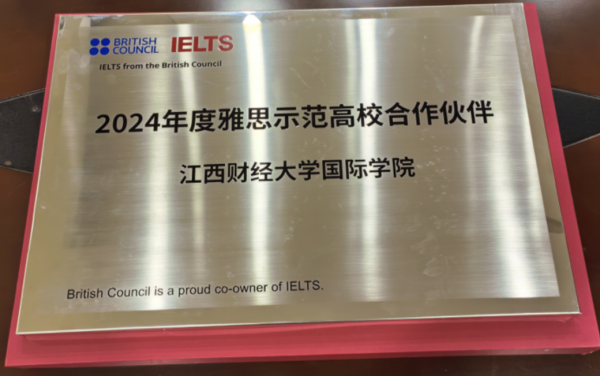 BRITISH COUNCIL IELTS
IELTS from the British Council
2024年度雅思示范高校合作伙伴
江西财经大学国际学院
British Council is a proud co-owner of IELTS.